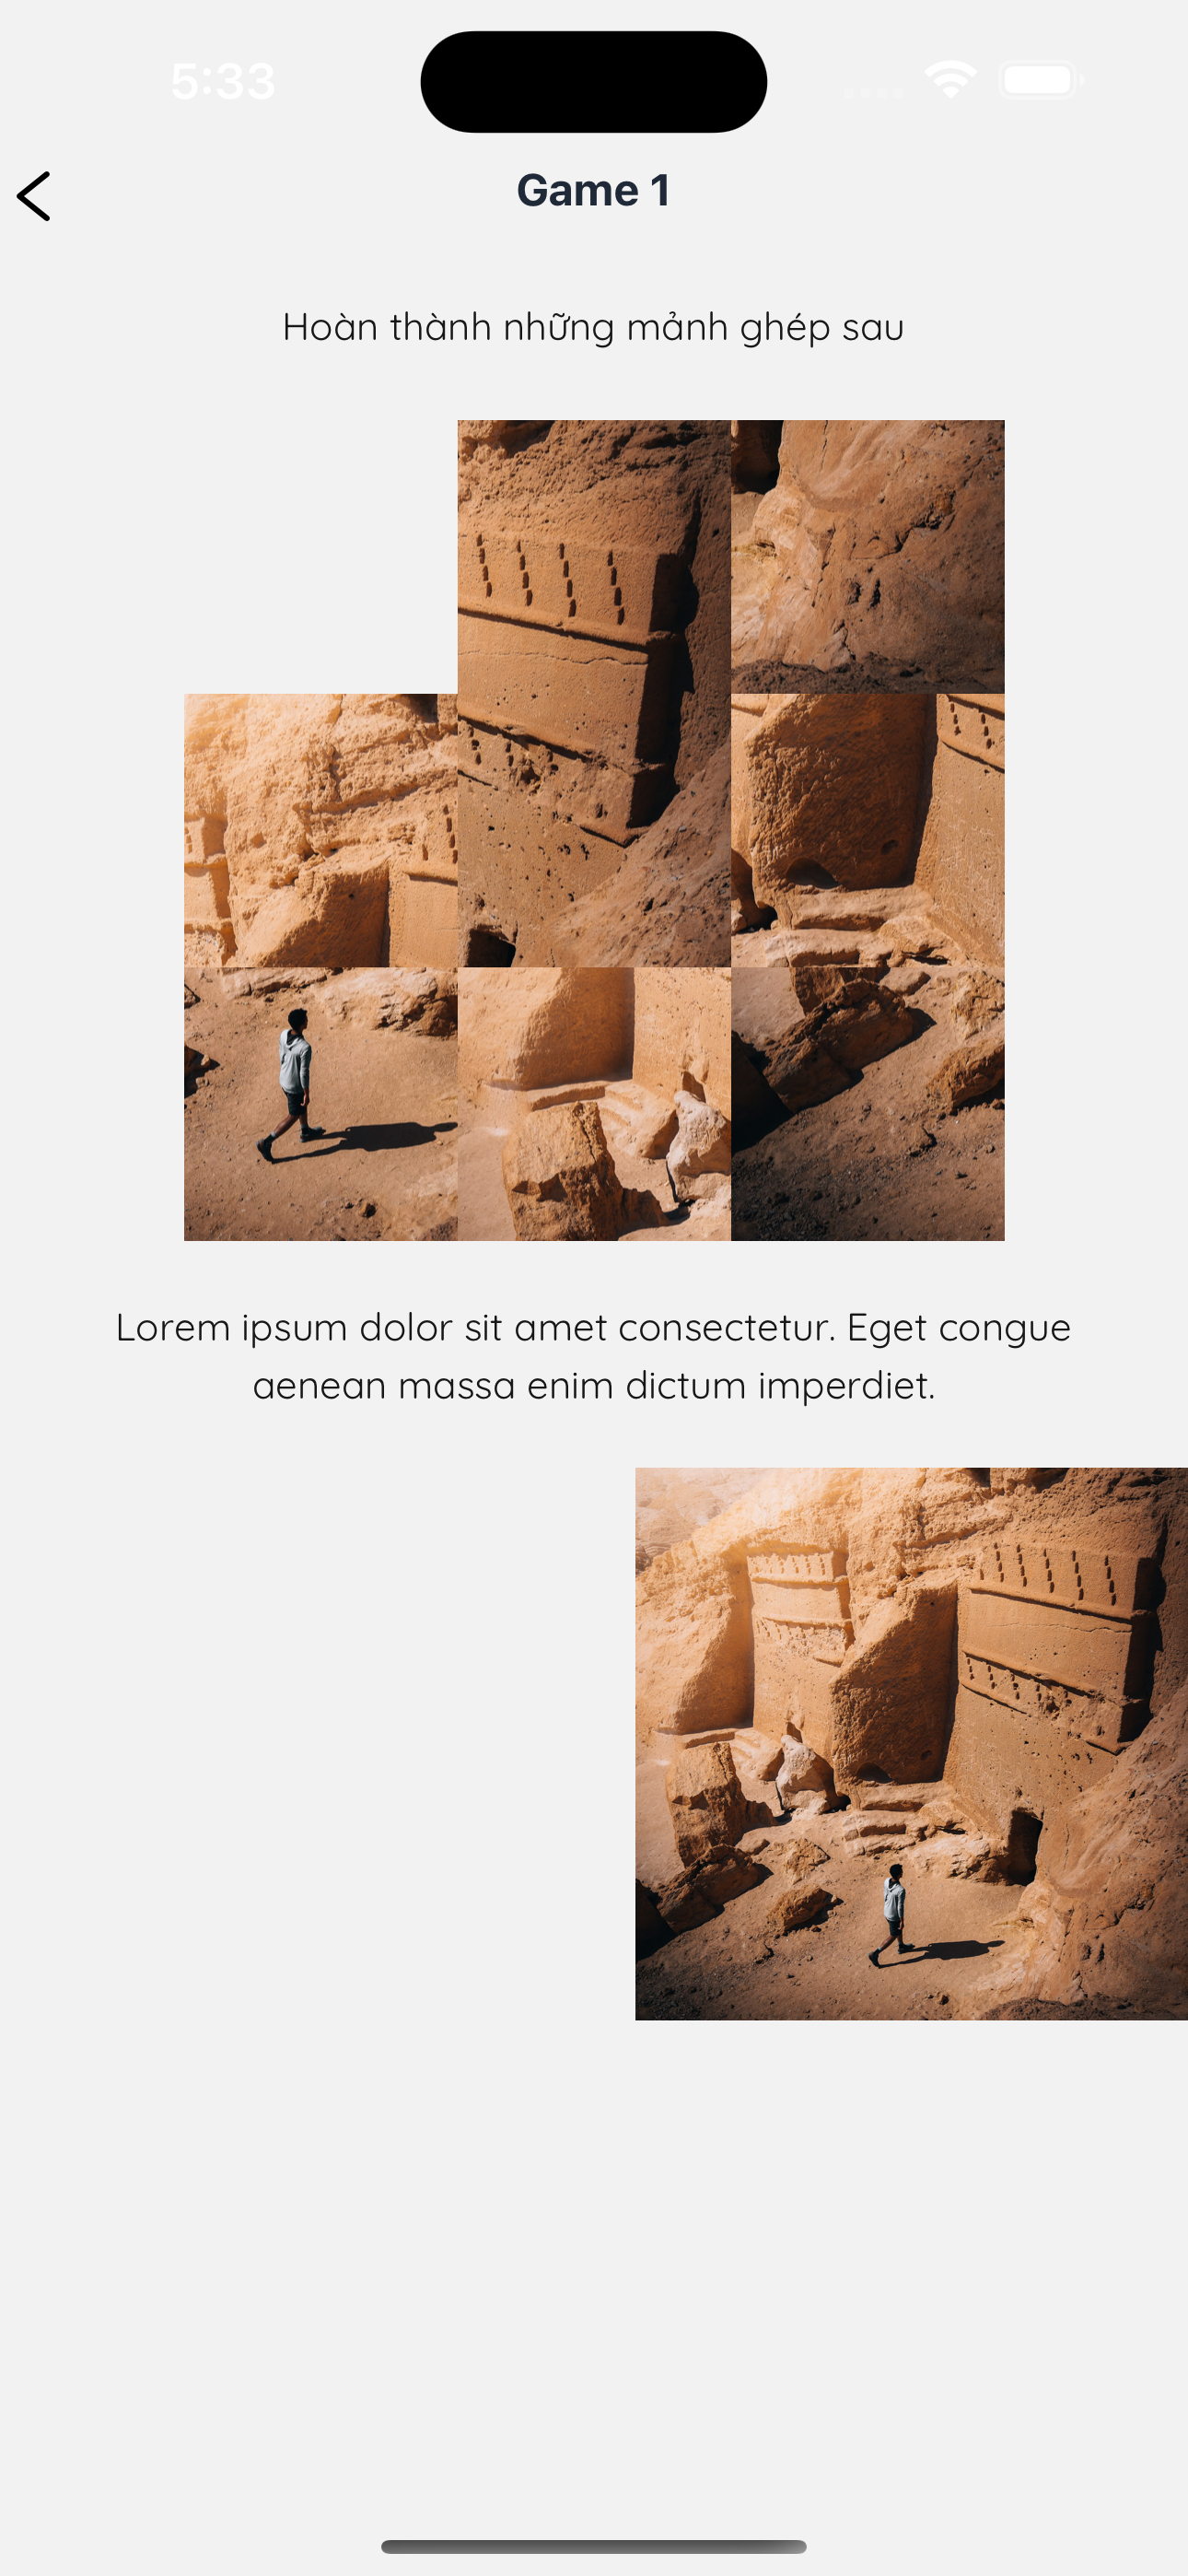 5:33
Game 1
Hoàn thành những mảnh ghép sau
Lorem ipsum dolor sit amet consectetur. Eget congue
aenean massa enim dictum imperdiet.